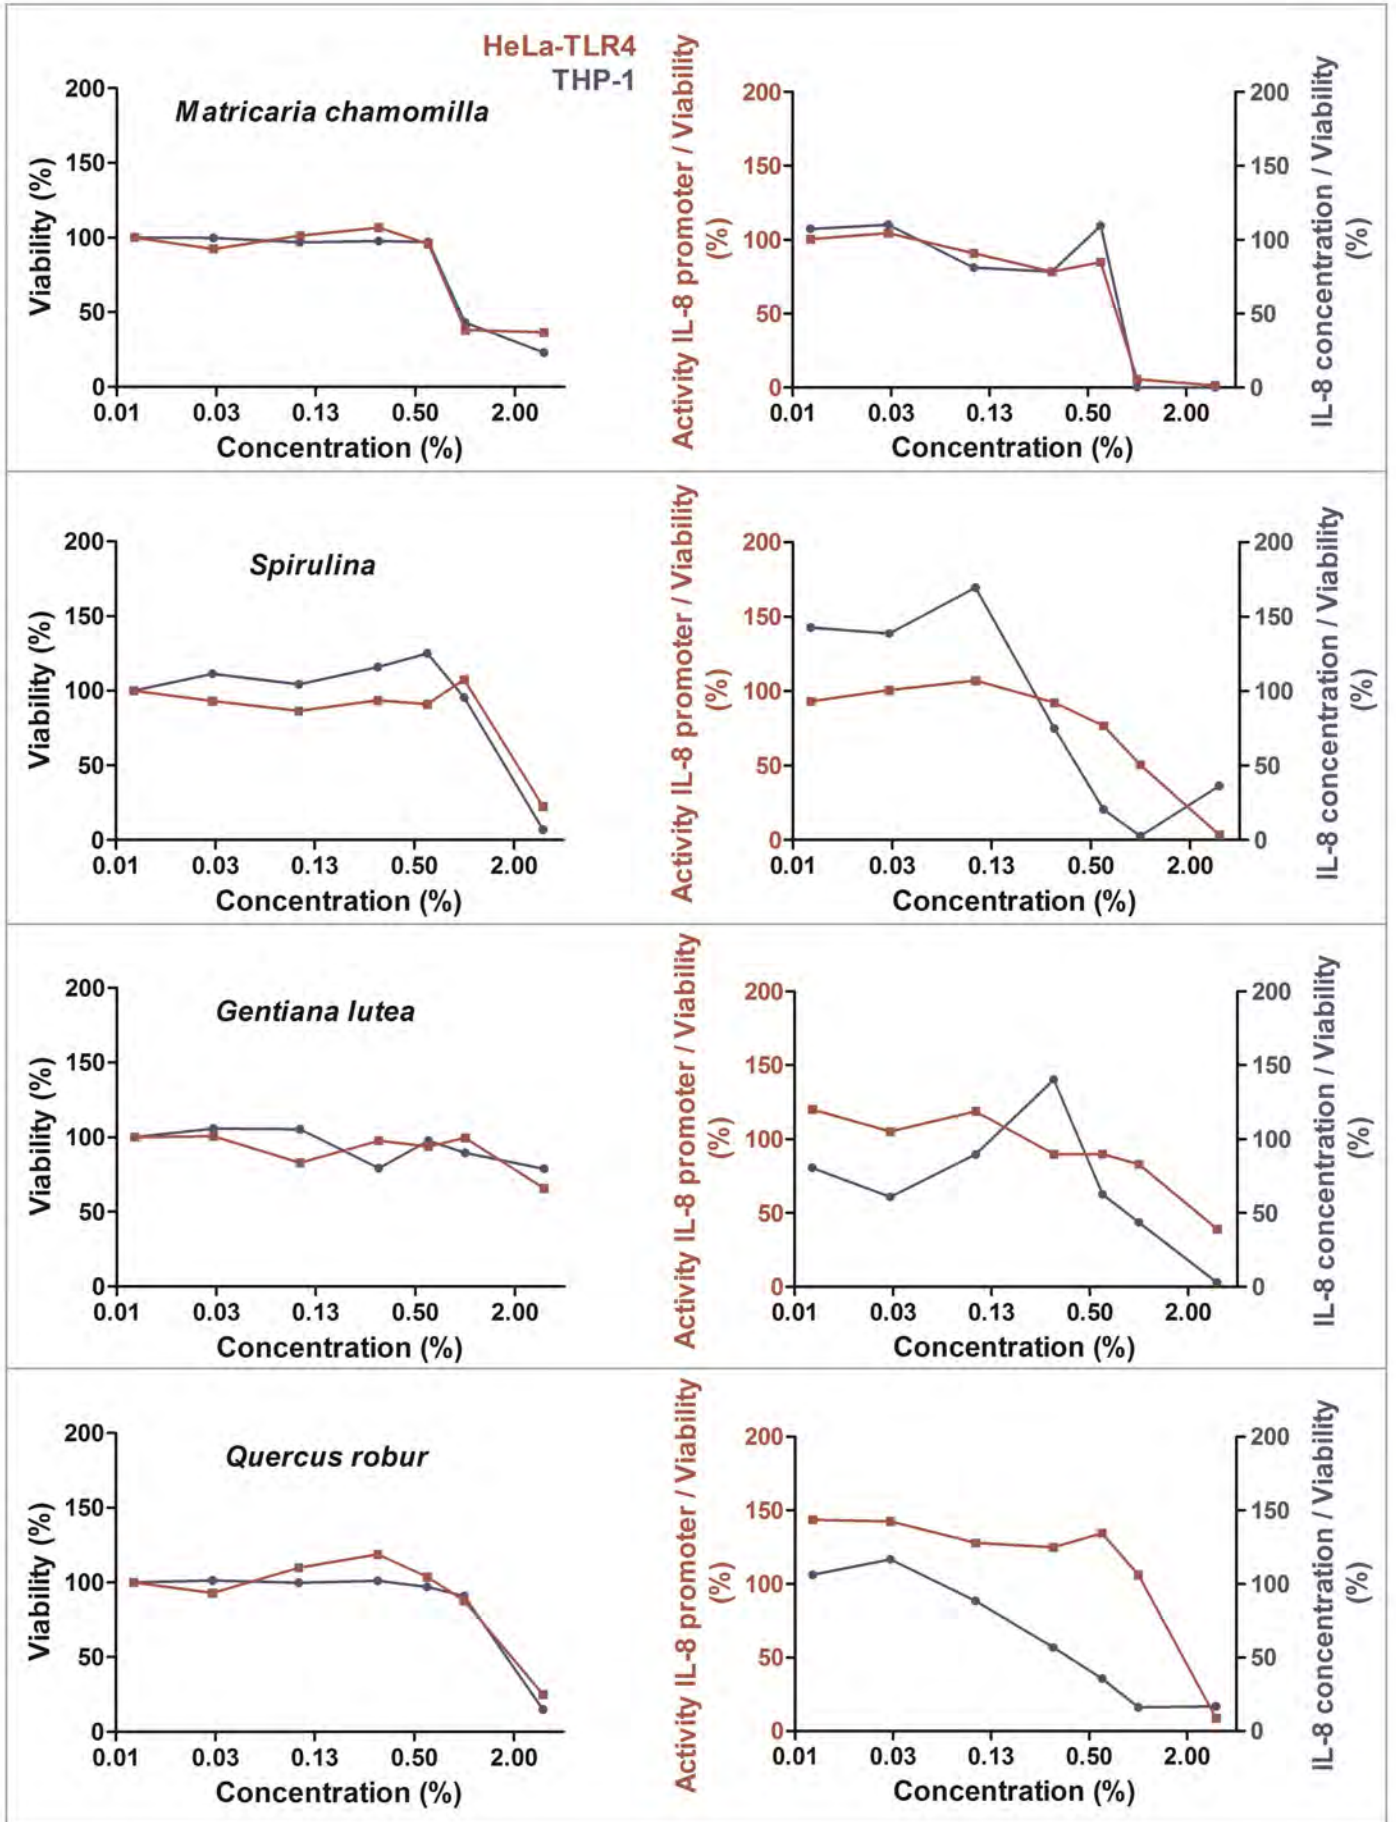 HeLa-TLR4
THP-1
Matricaria chamomilla
Viability (%)
200
150
100
50
0
0.01 0.03 0.13 0.50 2.00
Concentration (%)
Activity IL-8 promoter / Viability
(%)
200
150
100
50
0
0.01 0.03 0.13 0.50 2.00
Concentration (%)
200
150
100
50
0
IL-8 concentration / Viability
(%)
Spirulina
Viability (%)
200
150
100
50
0
0.01 0.03 0.13 0.50 2.00
Concentration (%)
Activity IL-8 promoter / Viability
(%)
200
150
100
50
0
0.01 0.03 0.13 0.50 2.00
Concentration (%)
200
150
100
50
0
IL-8 concentration / Viability
(%)
Gentiana lutea
Viability (%)
200
150
100
50
0
0.01 0.03 0.13 0.50 2.00
Concentration (%)
Activity IL-8 promoter / Viability
(%)
200
150
100
50
0
0.01 0.03 0.13 0.50 2.00
Concentration (%)
200
150
100
50
0
IL-8 concentration / Viability
(%)
Quercus robur
Viability (%)
200
150
100
50
0
0.01 0.03 0.13 0.50 2.00
Concentration (%)
Activity IL-8 promoter / Viability
(%)
200
150
100
50
0
0.01 0.03 0.13 0.50 2.00
Concentration (%)
200
150
100
50
0
IL-8 concentration / Viability
(%)